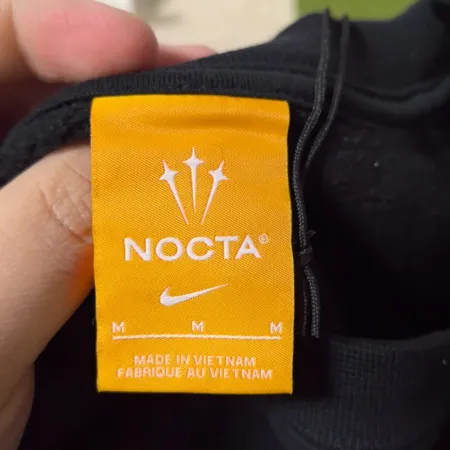 NOCTA®
M M M
MADE IN VIETNAM
FABRIQUE AU VIETNAM